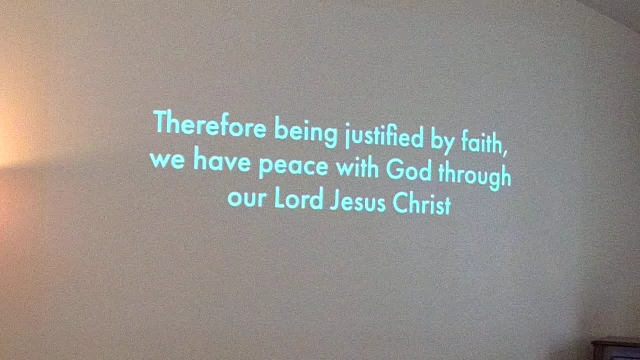 Therefore being justified by faith,
we have peace with God through
our Lord Jesus Christ